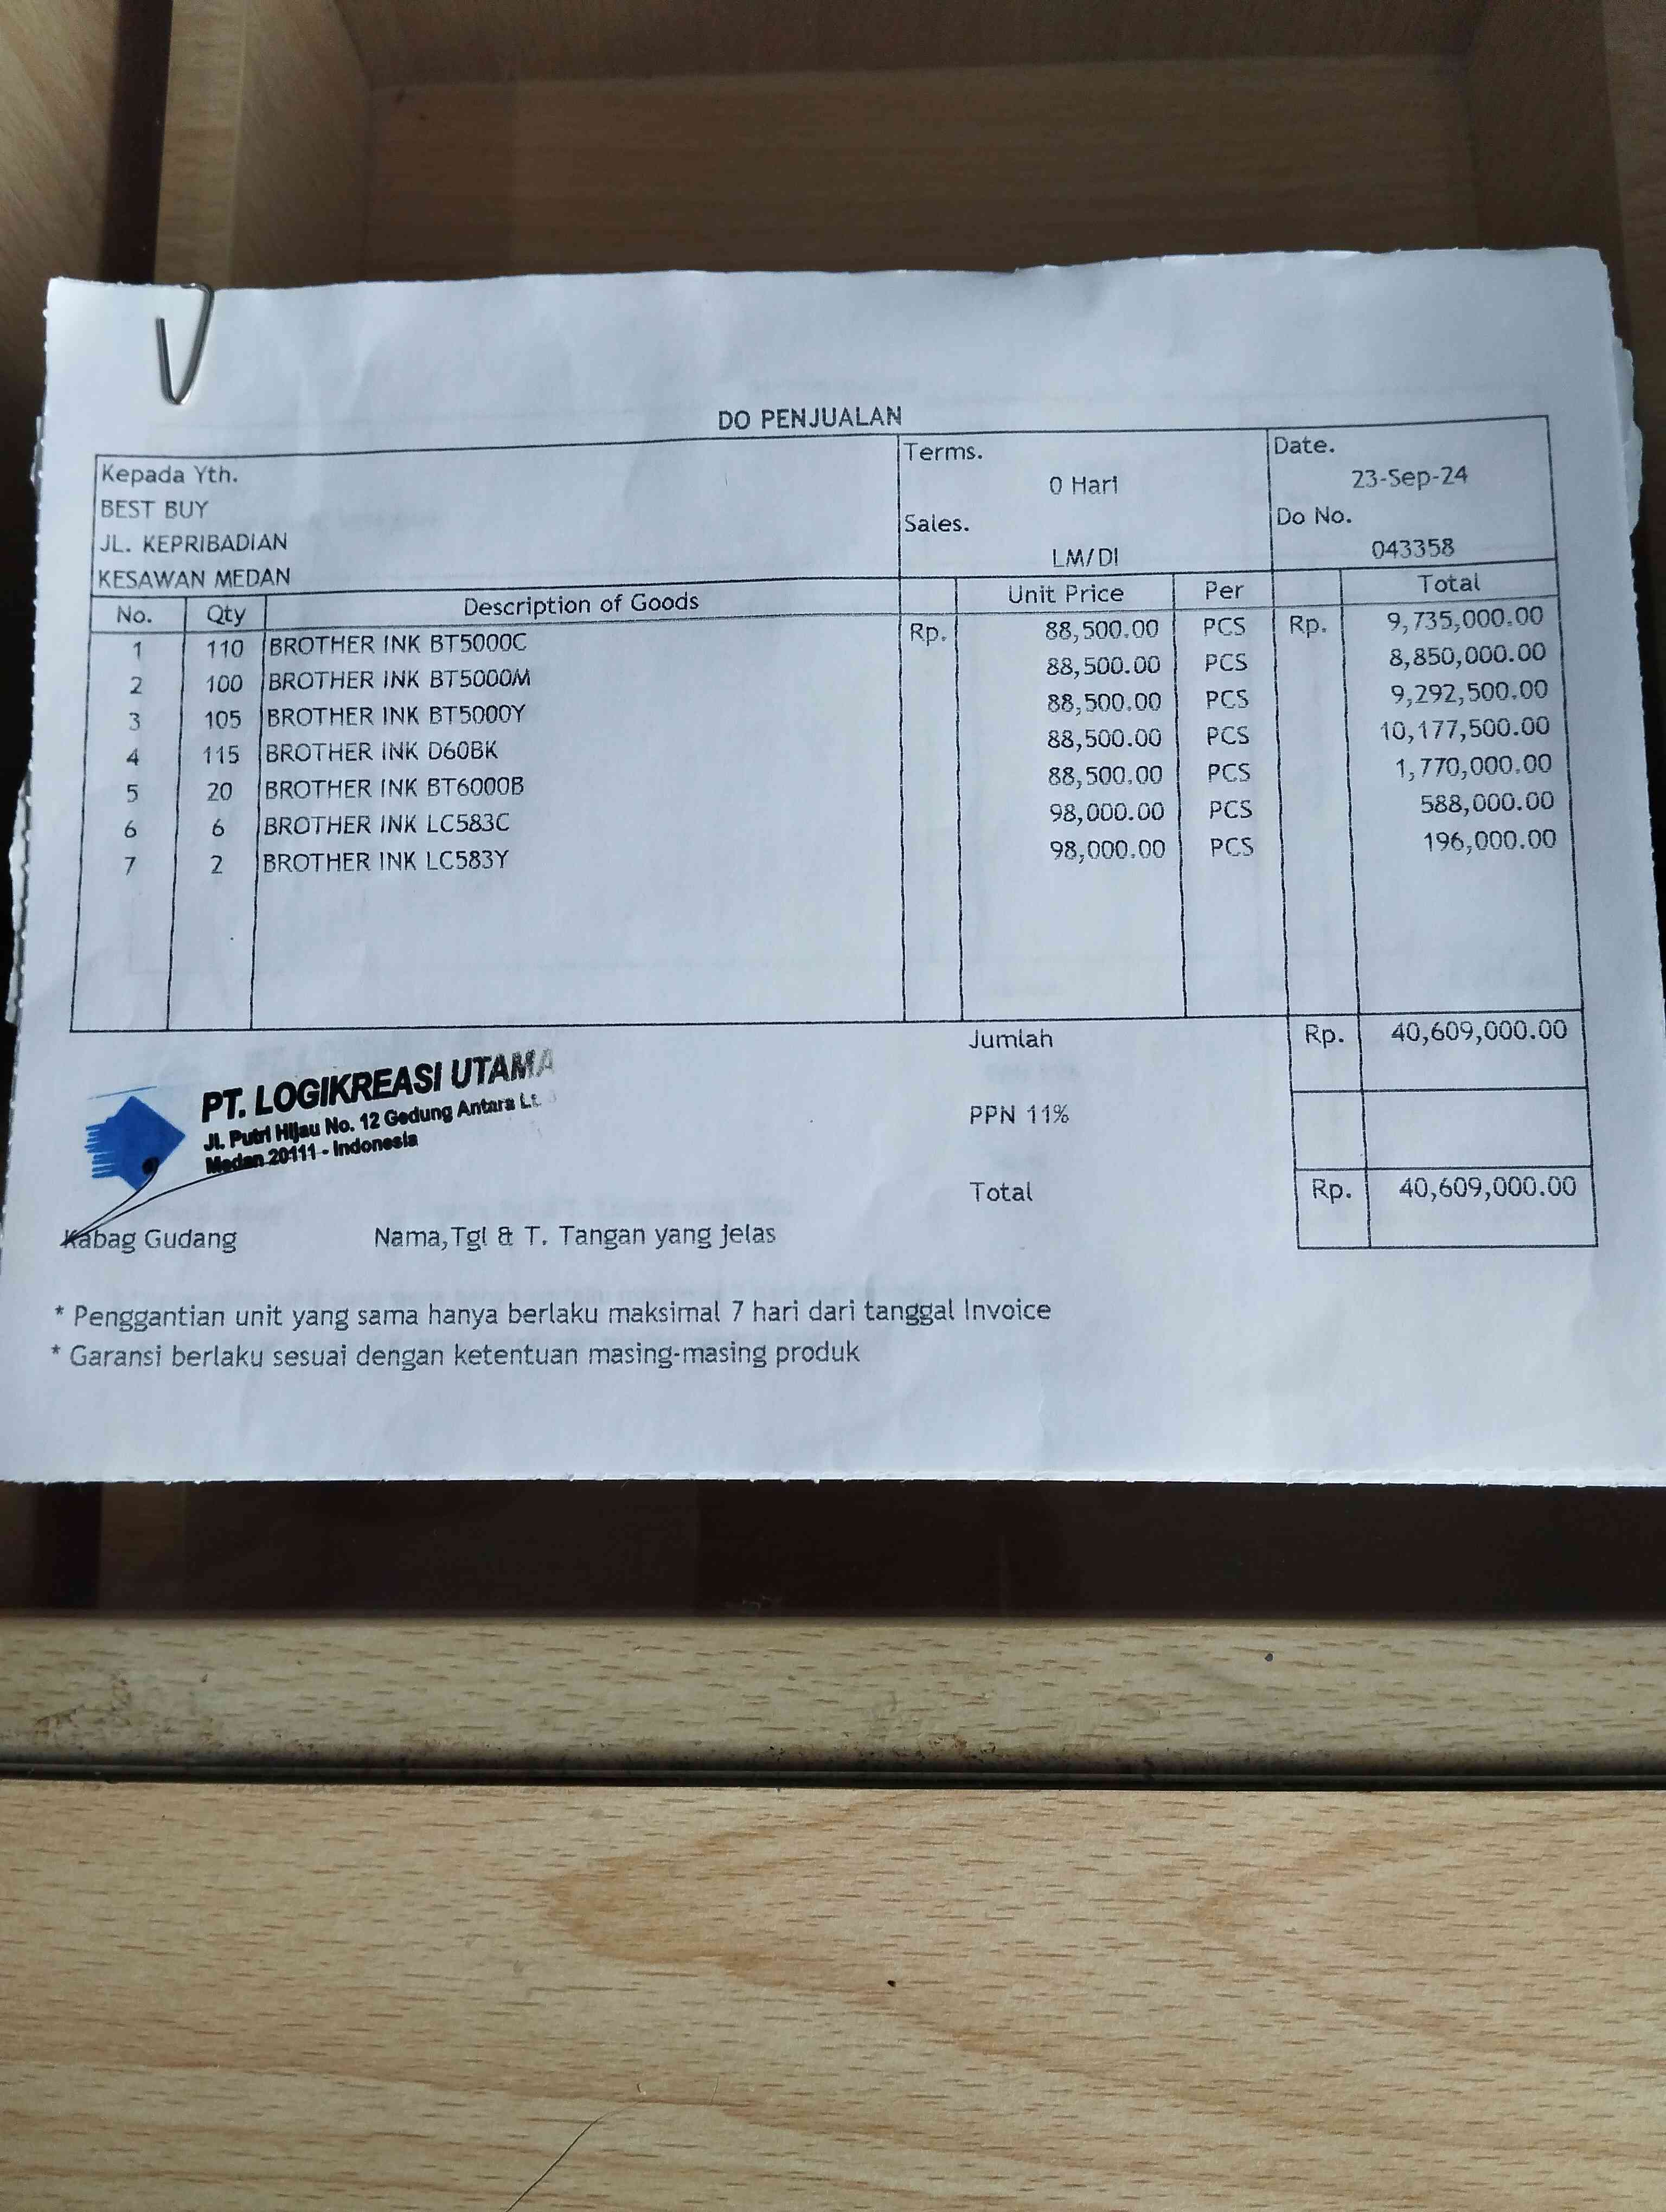 DO PENJUALAN
Kepada Yth.
BEST BUY
JL. KEPRIBADIAN
KESAWAN MEDAN
Terms.
0 Hari
Sales.
LM/DI
Date.
23-Sep-24
Do No.
043358
No. Qty Description of Goods Unit Price Per Total
1 110 BROTHER INK BT5000C Rp. 88,500.00 PCS Rp. 9,735,000.00
2 100 BROTHER INK BT5000M 88,500.00 PCS 8,850,000.00
3 105 BROTHER INK BT5000Y 88,500.00 PCS 9,292,500.00
4 115 BROTHER INK D60BK 88,500.00 PCS 10,177,500.00
5 20 BROTHER INK BT6000B 88,500.00 PCS 1,770,000.00
6 6 BROTHER INK LC583C 98,000.00 PCS 588,000.00
7 2 BROTHER INK LC583Y 98,000.00 PCS 196,000.00
Jumlah Rp. 40,609,000.00
PPN 11%
Total Rp. 40,609,000.00
PT. LOGIKREASI UTAMA
Jl. Putri Hijau No. 12 Gedung Antara Lt.
Medan 20111 - Indonesia
Kabag Gudang Nama,Tgl & T. Tangan yang jelas
* Penggantian unit yang sama hanya berlaku maksimal 7 hari dari tanggal Invoice
* Garansi berlaku sesuai dengan ketentuan masing-masing produk